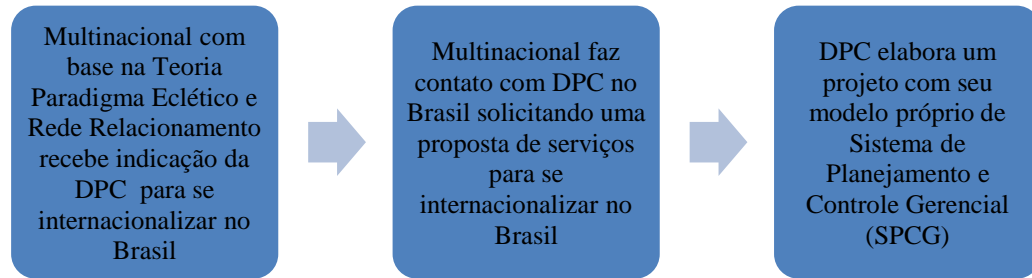 Multinacional com
base na Teoria
Paradigma Eclético e
Rede Relacionamento
recebe indicação da
DPC para se
internacionalizar no
Brasil
Multinacional faz
contato com DPC no
Brasil solicitando uma
proposta de serviços
para se
internacionalizar no
Brasil
DPC elabora um
projeto com seu
modelo próprio de
Sistema de
Planejamento e
Controle Gerencial
(SPCG)